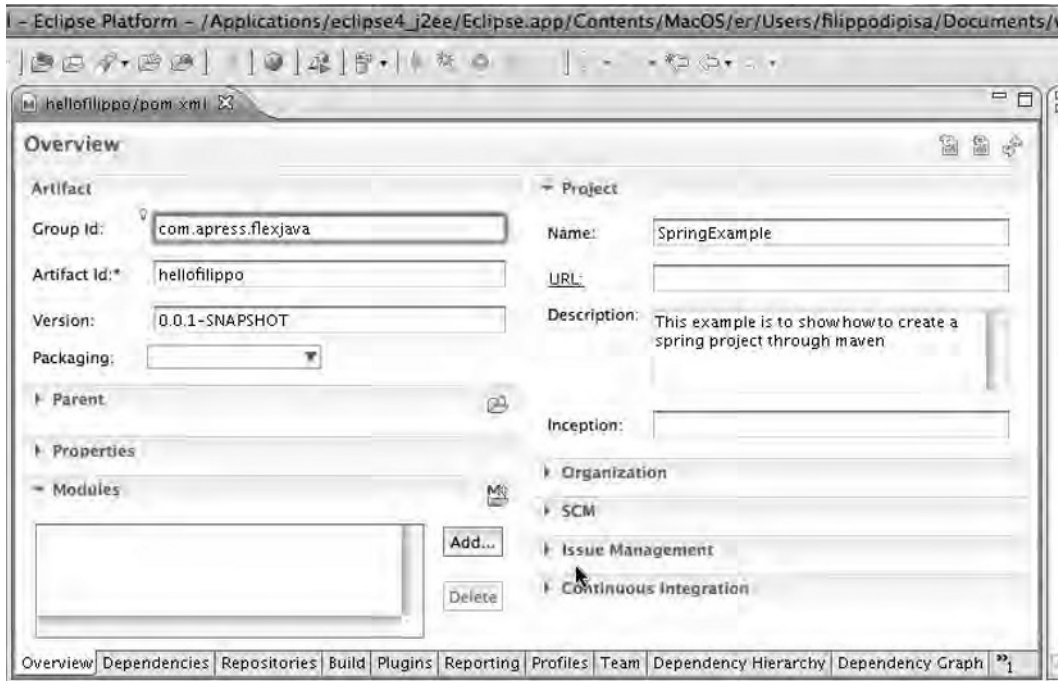 l - Eclipse Platform - /Applications/eclipse4_j2ee/Eclipse.app/Contents/MacOS/er/Users/filippodipisa/Documents/
hellofilippo/pom.xml
Overview
Artifact
Group Id: com.apress.flexjava
Artifact Id:* hellofilippo
Version: 0.0.1-SNAPSHOT
Packaging:
Parent
Properties
Modules
Add...
Delete
Project
Name: SpringExample
URL:
Description: This example is to show how to create a
spring project through maven
Inception:
Organization
SCM
Issue Management
Continuous Integration
Overview Dependencies Repositories Build Plugins Reporting Profiles Team Dependency Hierarchy Dependency Graph »1